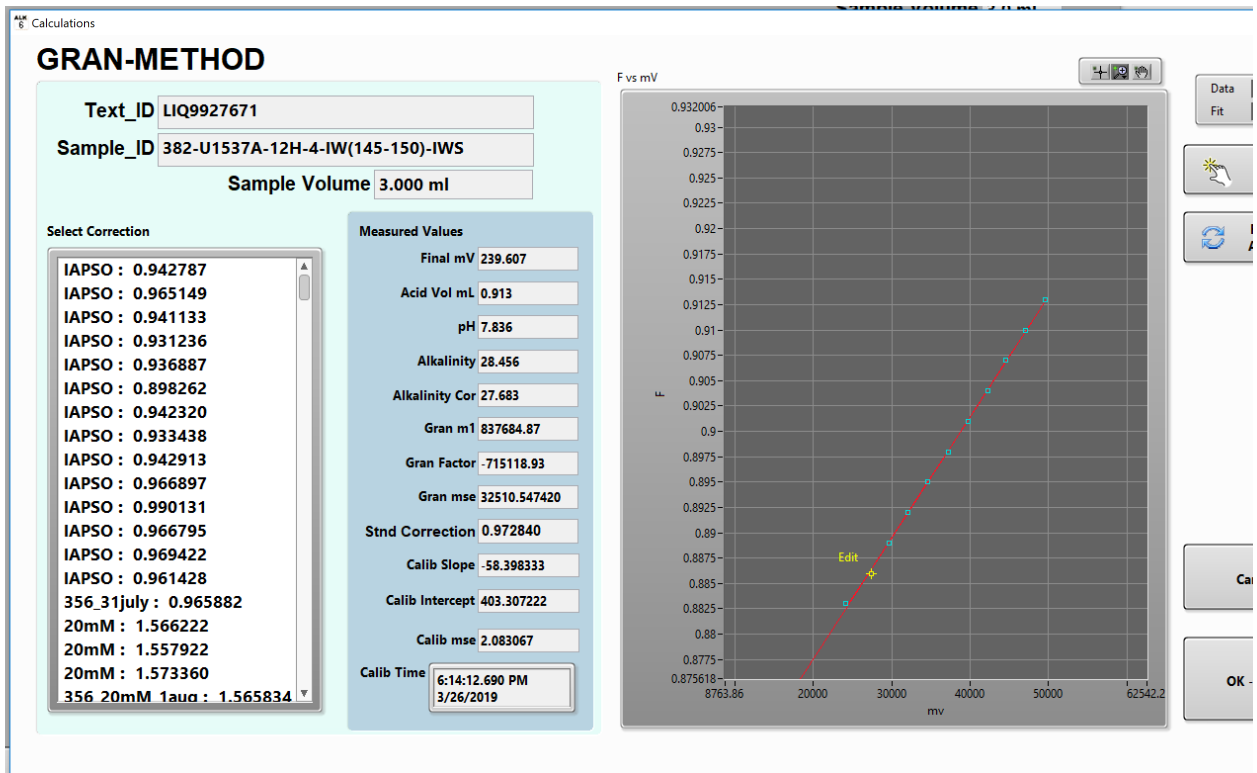 Sample Volume 3.0 ml
ALK
6
Calculations
GRAN-METHOD
Text_ID LIQ9927671
Sample_ID 382-U1537A-12H-4-IW(145-150)-IWS
Sample Volume 3.000 ml
Select Correction
IAPSO : 0.942787
IAPSO : 0.965149
IAPSO : 0.941133
IAPSO : 0.931236
IAPSO : 0.936887
IAPSO : 0.898262
IAPSO : 0.942320
IAPSO : 0.933438
IAPSO : 0.942913
IAPSO : 0.966897
IAPSO : 0.990131
IAPSO : 0.966795
IAPSO : 0.969422
IAPSO : 0.961428
356_31july : 0.965882
20mM : 1.566222
20mM : 1.557922
20mM : 1.573360
356_20mM_1aug : 1.565834
Measured Values
Final mV 239.607
Acid Vol mL 0.913
pH 7.836
Alkalinity 28.456
Alkalinity Cor 27.683
Gran m1 837684.87
Gran Factor -715118.93
Gran mse 32510.547420
Stnd Correction 0.972840
Calib Slope -58.398333
Calib Intercept 403.307222
Calib mse 2.083067
Calib Time 6:14:12.690 PM
3/26/2019
F vs mV
0.932006
0.93
0.9275
0.925
0.9225
0.92
0.9175
0.915
0.9125
0.91
0.9075
0.905
0.9025
0.9
0.8975
0.895
0.8925
0.89
0.8875
0.885
0.8825
0.88
0.8775
0.875618
F
Edit
8763.86 20000 30000 40000 50000 62542.2
mv
Data
Fit
Ca
OK -